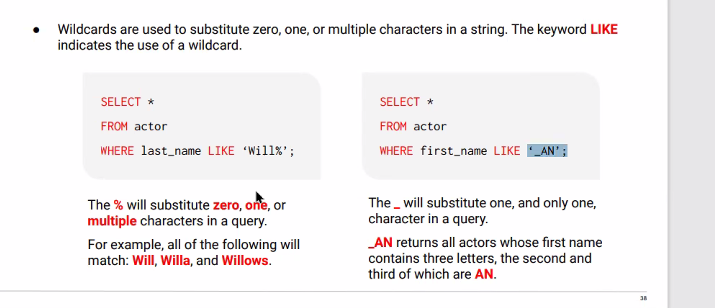 ● Wildcards are used to substitute zero, one, or multiple characters in a string. The keyword LIKE
indicates the use of a wildcard.
SELECT *
FROM actor
WHERE last_name LIKE ‘Will%’;
The % will substitute zero, one, or
multiple characters in a query.
For example, all of the following will
match: Will, Willa, and Willows.
SELECT *
FROM actor
WHERE first_name LIKE ‘_AN’;
The _ will substitute one, and only one,
character in a query.
_AN returns all actors whose first name
contains three letters, the second and
third of which are AN.
38